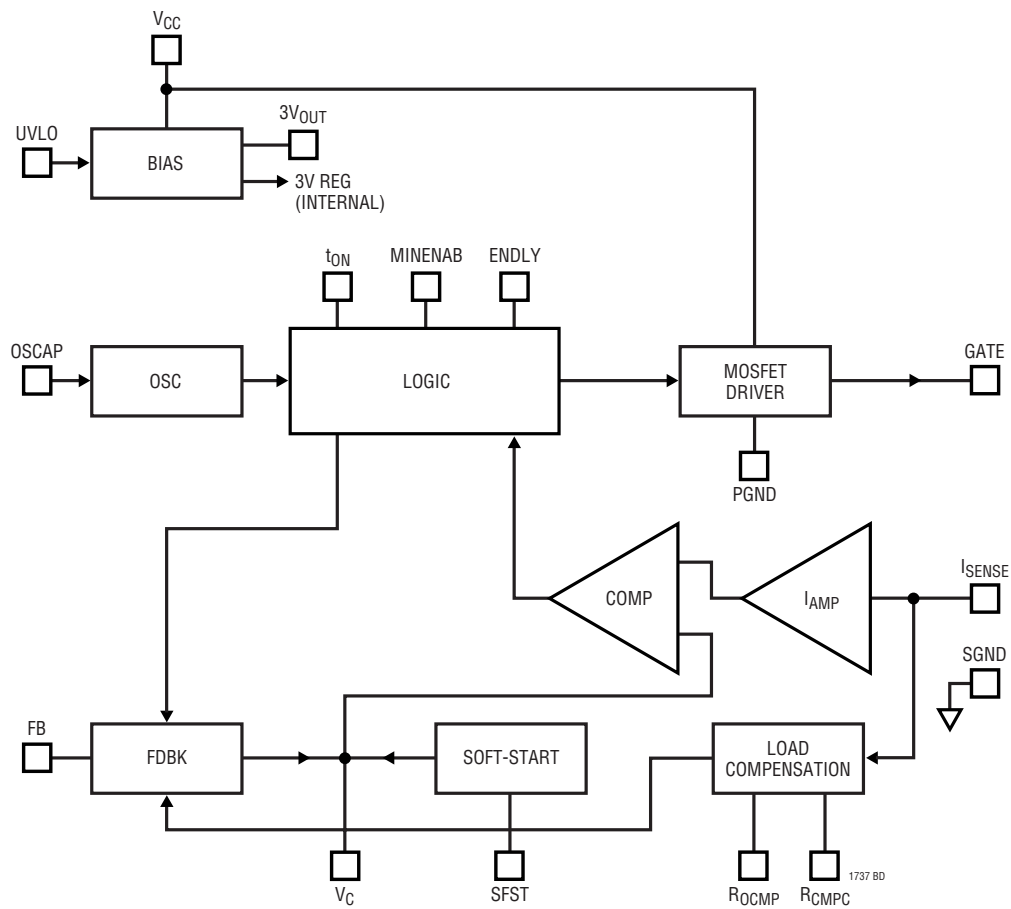 VCC
UVLO
3VOUT
BIAS
3V REG
(INTERNAL)
tON
MINENAB
ENDLY
OSCAP
OSC
LOGIC
MOSFET
DRIVER
GATE
PGND
COMP
IAMP
ISENSE
SGND
FB
FDBK
SOFT-START
LOAD
COMPENSATION
VC
SFST
ROCMP
RCMPC
1737 BD